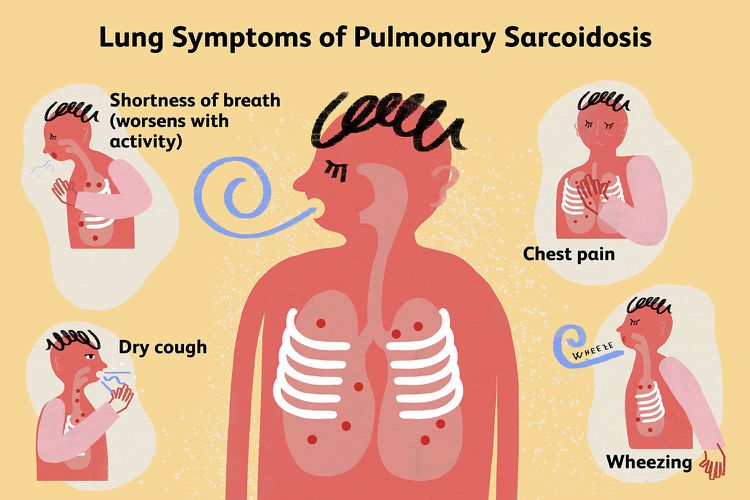 Lung Symptoms of Pulmonary Sarcoidosis
Shortness of breath
(worsens with
activity)
Chest pain
Dry cough
WHEEZE
Wheezing